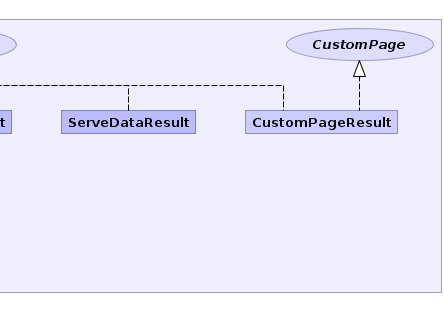 CustomPage
t
ServeDataResult
CustomPageResult